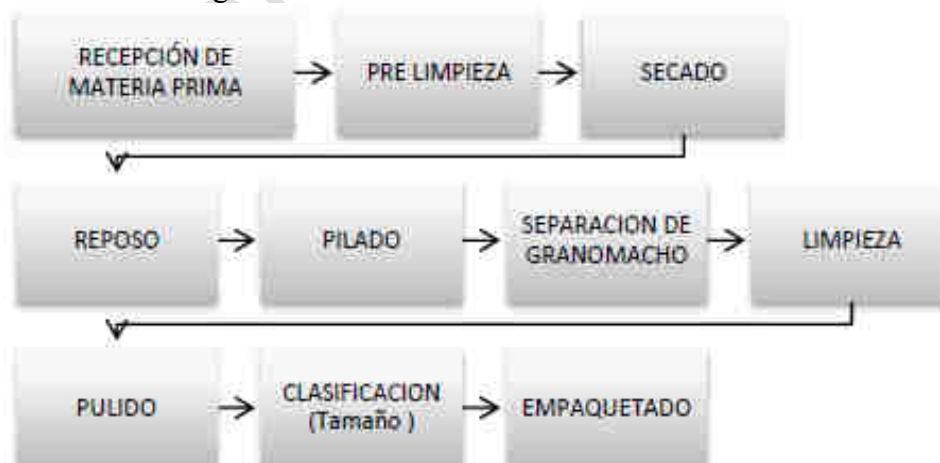 RECEPCIÓN DE
MATERIA PRIMA
PRE LIMPIEZA
SECADO
REPOSO
PILADO
SEPARACION DE
GRANOMACHO
LIMPIEZA
PULIDO
CLASIFICACION
(Tamaño )
EMPAQUETADO